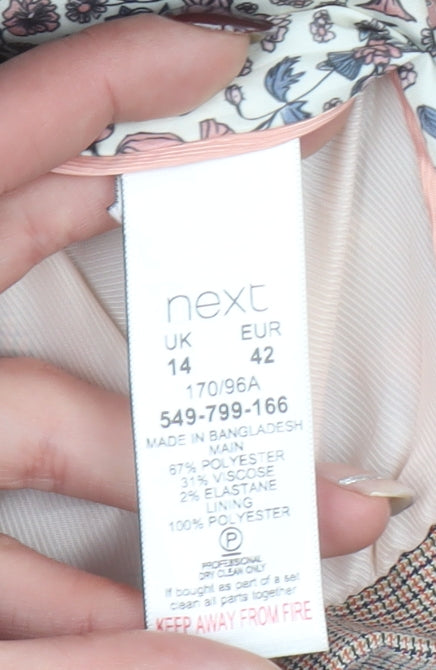 next
UK EUR
14 42
170/96A
549-799-166
MADE IN BANGLADESH
MAIN
67% POLYESTER
31% VISCOSE
2% ELASTANE
LINING
100% POLYESTER
P
PROFESSIONAL
DRY CLEAN ONLY
If bought as part of a set
clean all parts together
KEEP AWAY FROM FIRE